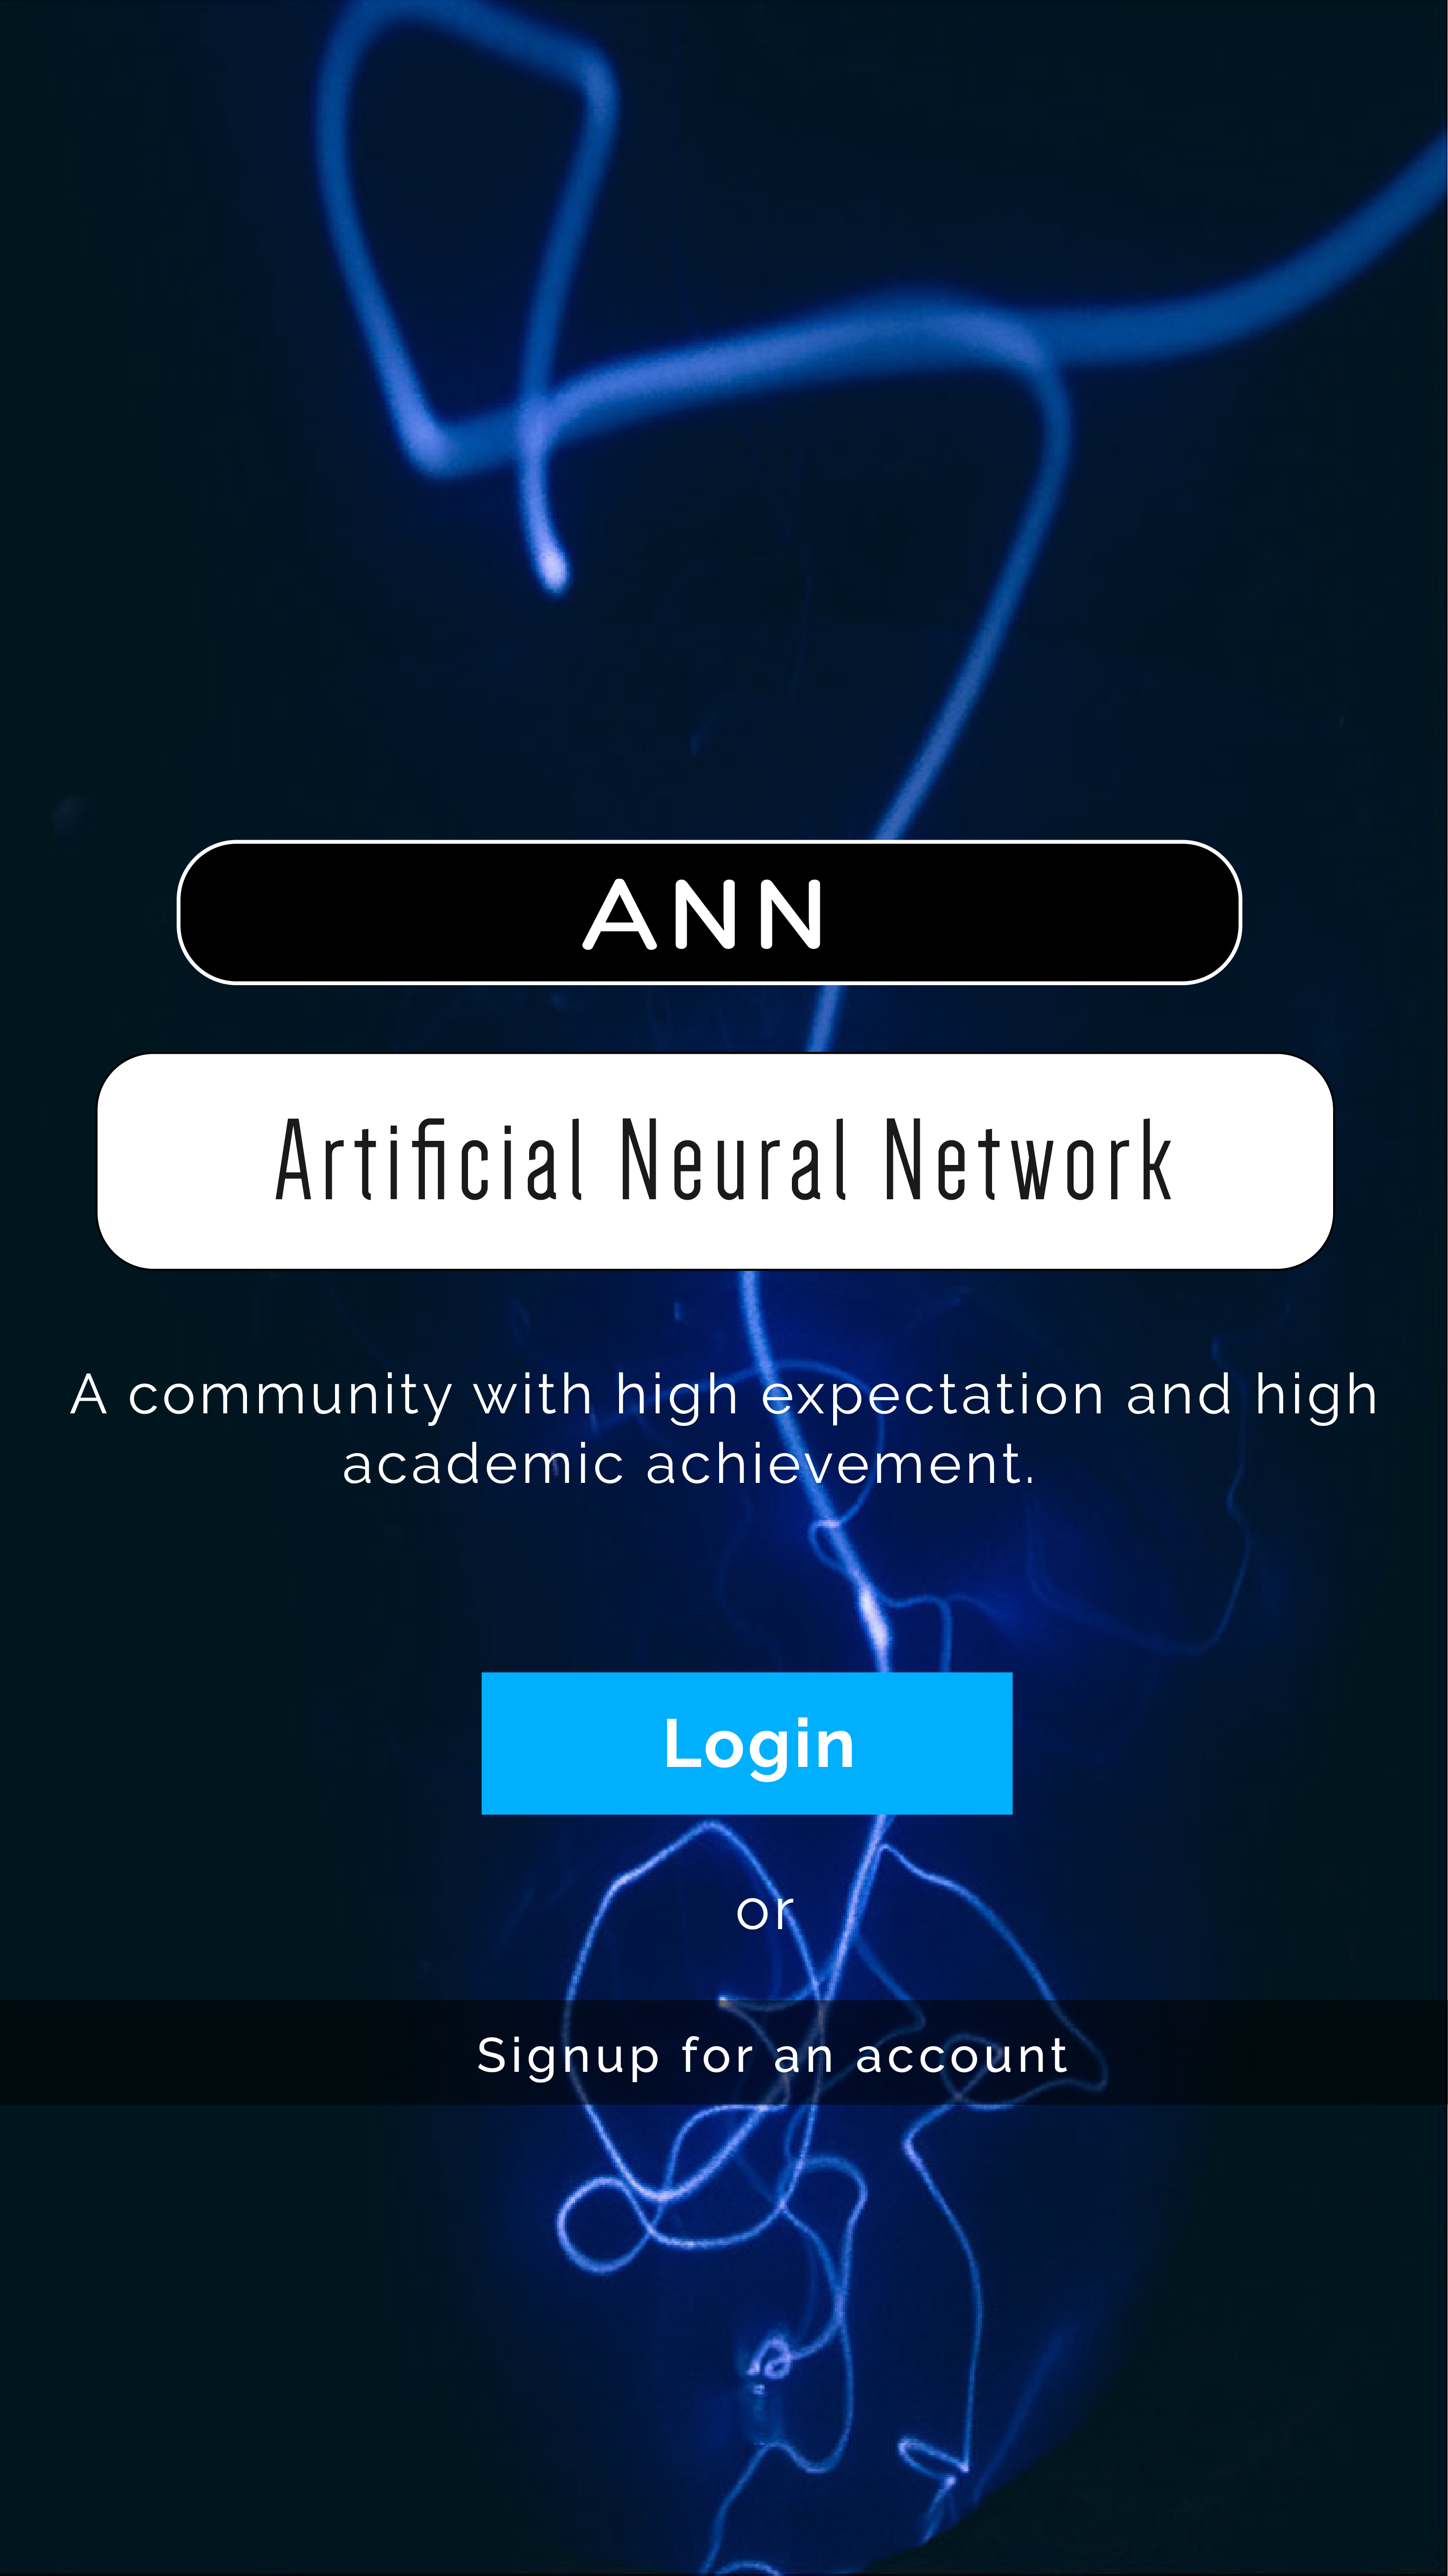 ANN
Artificial Neural Network
A community with high expectation and high
academic achievement.
Login
or
Signup for an account